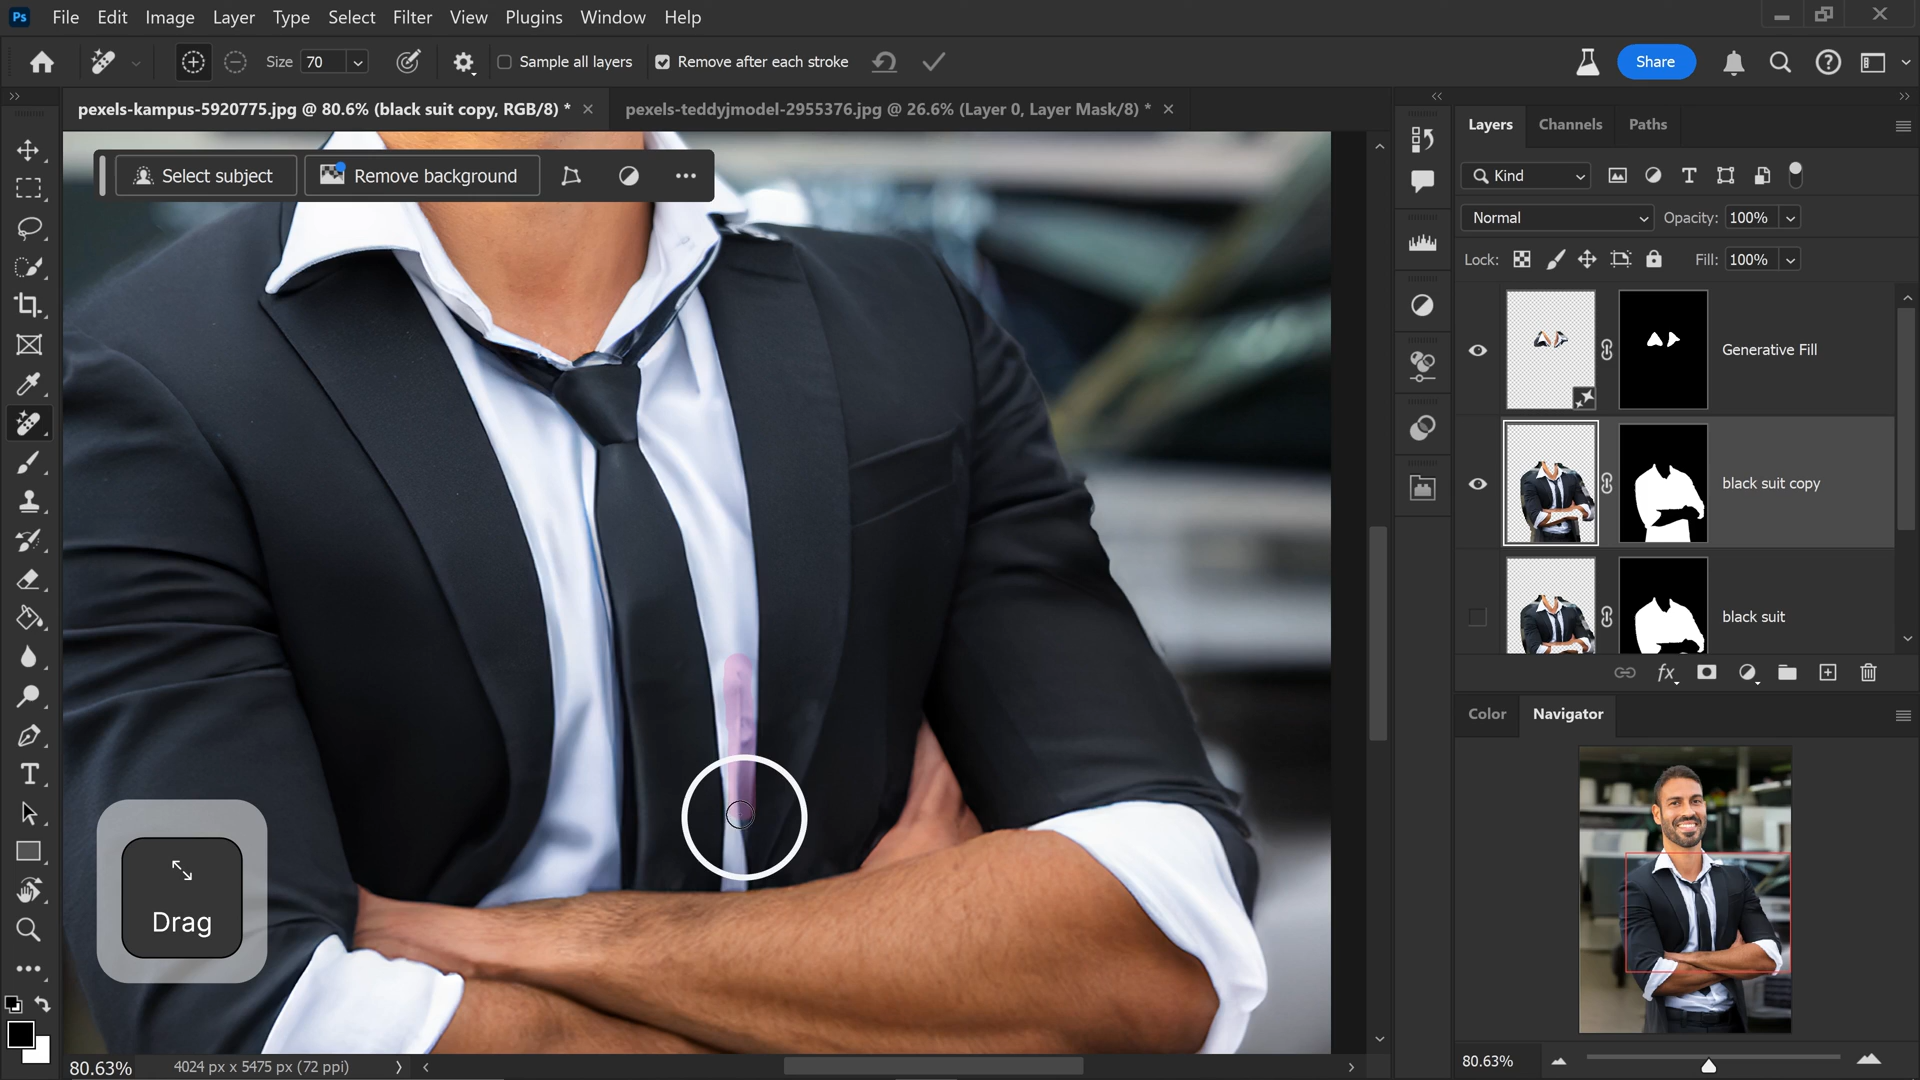 Ps File Edit Image Layer Type Select Filter View Plugins Window Help
Size 70 Sample all layers Remove after each stroke Share
pexels-kampus-5920775.jpg @ 80.6% (black suit copy, RGB/8) * pexels-teddyjmodel-2955376.jpg @ 26.6% (Layer 0, Layer Mask/8) *
Select subject Remove background
Layers Channels Paths
Kind
Normal Opacity: 100%
Lock: Fill: 100%
Generative Fill
black suit copy
black suit
fx
Color Navigator
Drag
80.63% 4024 px x 5475 px (72 ppi)
80.63%